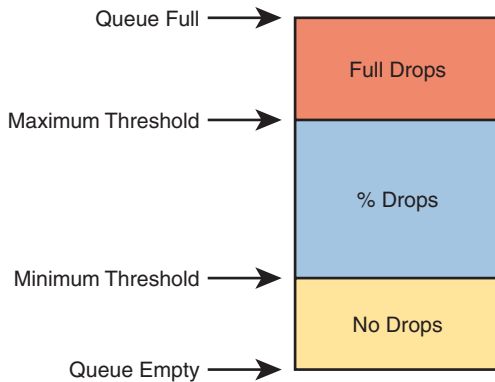 Queue Full
Full Drops
Maximum Threshold
% Drops
Minimum Threshold
No Drops
Queue Empty